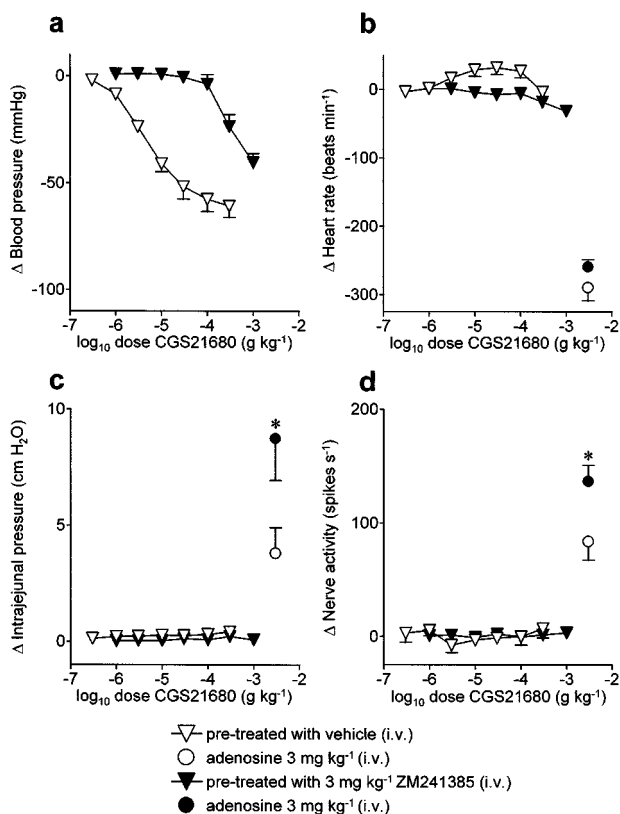 a
b
0
-50
-100
Δ Blood pressure (mmHg)
-7 -6 -5 -4 -3 -2
log₁₀ dose CGS21680 (g kg⁻¹)
0
-100
-200
-300
Δ Heart rate (beats min⁻¹)
-7 -6 -5 -4 -3 -2
log₁₀ dose CGS21680 (g kg⁻¹)
c
d
10
5
0
Δ Intrajejunal pressure (cm H₂O)
*
-7 -6 -5 -4 -3 -2
log₁₀ dose CGS21680 (g kg⁻¹)
200
100
0
Δ Nerve activity (spikes s⁻¹)
*
-7 -6 -5 -4 -3 -2
log₁₀ dose CGS21680 (g kg⁻¹)
pre-treated with vehicle (i.v.)
adenosine 3 mg kg⁻¹ (i.v.)
pre-treated with 3 mg kg⁻¹ ZM241385 (i.v.)
adenosine 3 mg kg⁻¹ (i.v.)